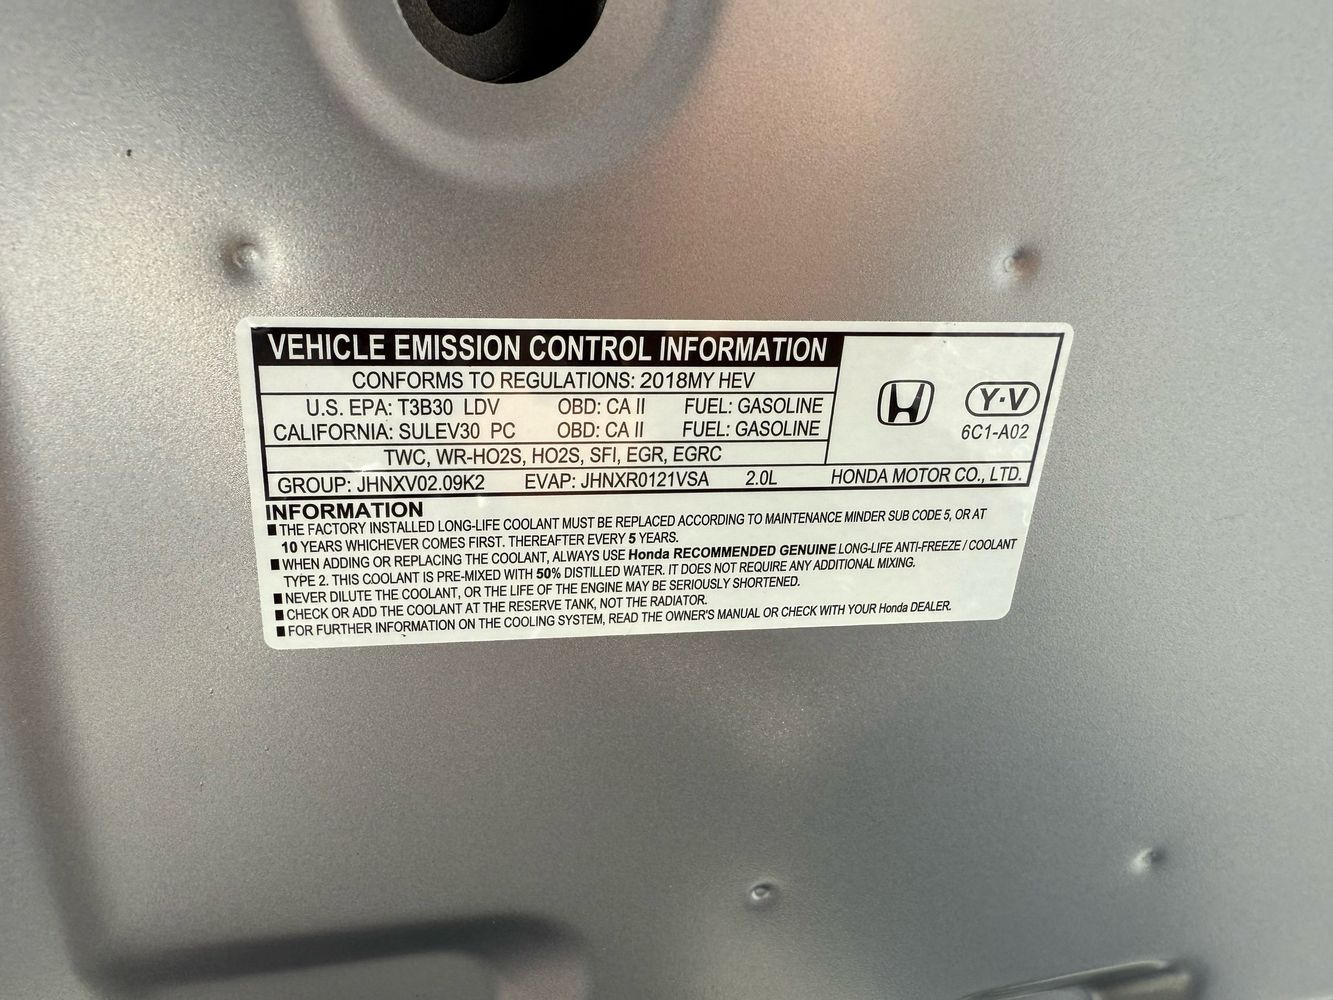 VEHICLE EMISSION CONTROL INFORMATION
CONFORMS TO REGULATIONS: 2018MY HEV
U.S. EPA: T3B30 LDV OBD: CA II FUEL: GASOLINE
CALIFORNIA: SULEV30 PC OBD: CA II FUEL: GASOLINE
Y·V
6C1-A02
TWC, WR-HO2S, HO2S, SFI, EGR, EGRC
GROUP: JHNXV02.09K2 EVAP: JHNXR0121VSA 2.0L HONDA MOTOR CO., LTD.
INFORMATION
■ THE FACTORY INSTALLED LONG-LIFE COOLANT MUST BE REPLACED ACCORDING TO MAINTENANCE MINDER SUB CODE 5, OR AT
10 YEARS WHICHEVER COMES FIRST. THEREAFTER EVERY 5 YEARS.
■ WHEN ADDING OR REPLACING THE COOLANT, ALWAYS USE Honda RECOMMENDED GENUINE LONG-LIFE ANTI-FREEZE / COOLANT
TYPE 2. THIS COOLANT IS PRE-MIXED WITH 50% DISTILLED WATER. IT DOES NOT REQUIRE ANY ADDITIONAL MIXING.
■ NEVER DILUTE THE COOLANT, OR THE LIFE OF THE ENGINE MAY BE SERIOUSLY SHORTENED.
■ CHECK OR ADD THE COOLANT AT THE RESERVE TANK, NOT THE RADIATOR.
■ FOR FURTHER INFORMATION ON THE COOLING SYSTEM, READ THE OWNER'S MANUAL OR CHECK WITH YOUR Honda DEALER.